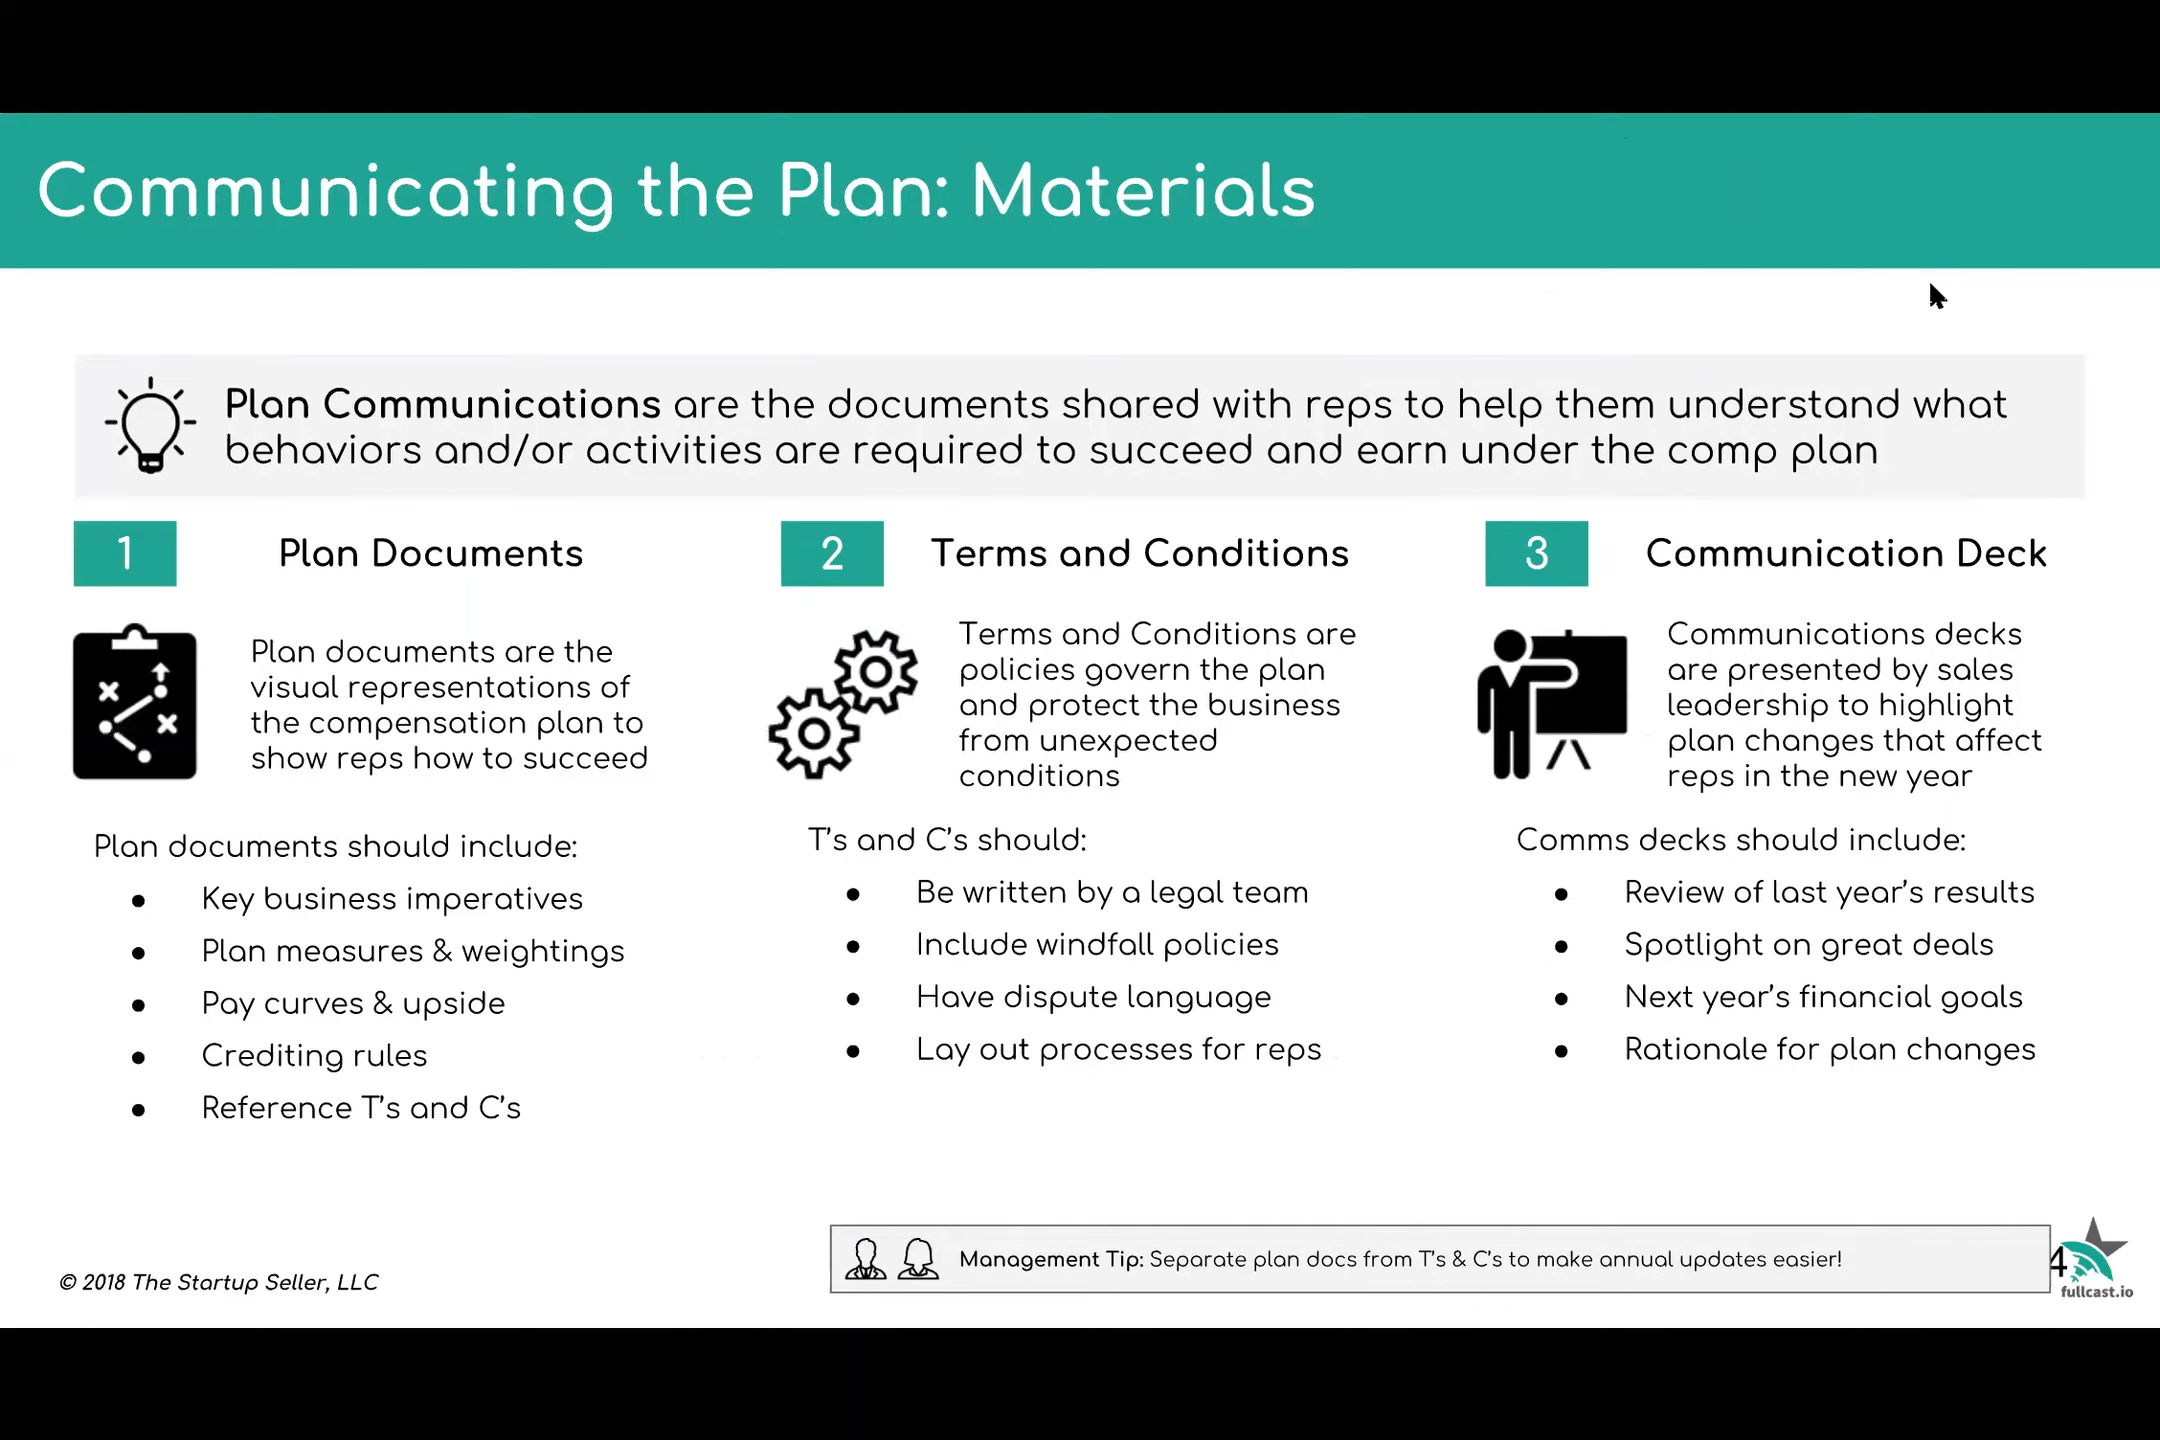 Communicating the Plan: Materials
Plan Communications are the documents shared with reps to help them understand what
behaviors and/or activities are required to succeed and earn under the comp plan
1 Plan Documents
Plan documents are the
visual representations of
the compensation plan to
show reps how to succeed
Plan documents should include:
● Key business imperatives
● Plan measures & weightings
● Pay curves & upside
● Crediting rules
● Reference T's and C's
2 Terms and Conditions
Terms and Conditions are
policies govern the plan
and protect the business
from unexpected
conditions
T's and C's should:
● Be written by a legal team
● Include windfall policies
● Have dispute language
● Lay out processes for reps
3 Communication Deck
Communications decks
are presented by sales
leadership to highlight
plan changes that affect
reps in the new year
Comms decks should include:
● Review of last year's results
● Spotlight on great deals
● Next year's financial goals
● Rationale for plan changes
Management Tip: Separate plan docs from T's & C's to make annual updates easier!
© 2018 The Startup Seller, LLC
4
fullcast.io